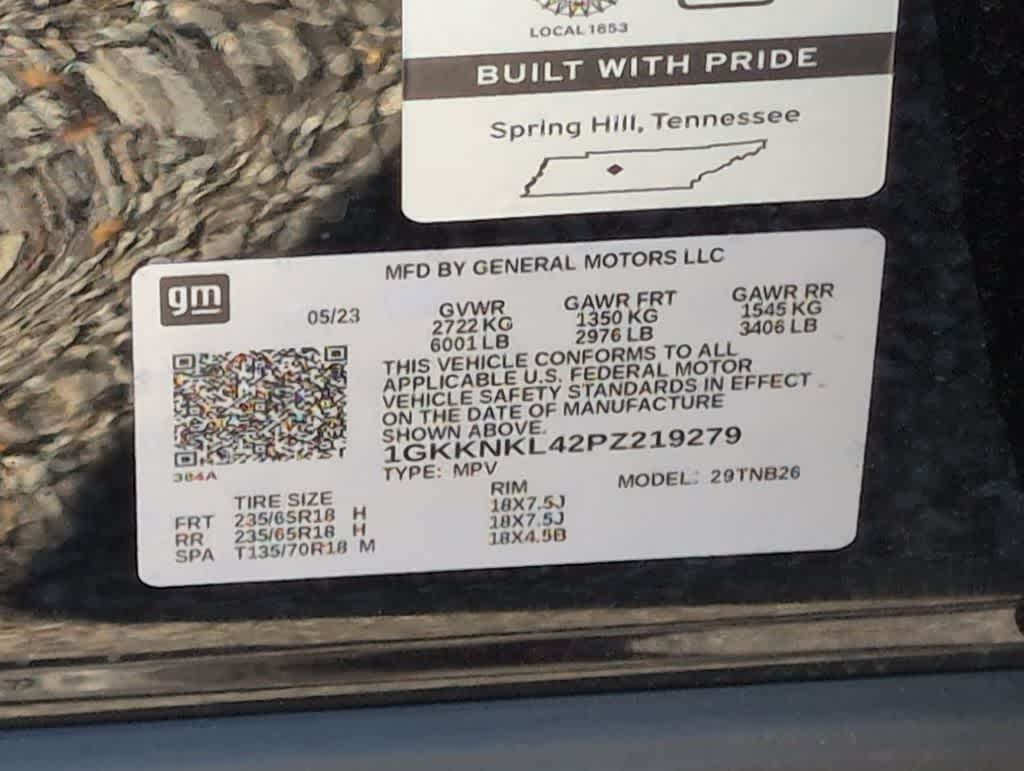 LOCAL 1853
BUILT WITH PRIDE
Spring Hill, Tennessee
gm
MFD BY GENERAL MOTORS LLC
05/23
GVWR GAWR FRT GAWR RR
2722 KG 1350 KG 1545 KG
6001 LB 2976 LB 3406 LB
THIS VEHICLE CONFORMS TO ALL
APPLICABLE U.S. FEDERAL MOTOR
VEHICLE SAFETY STANDARDS IN EFFECT
ON THE DATE OF MANUFACTURE
SHOWN ABOVE.
1GKKNKL42PZ219279
384A
TYPE: MPV MODEL: 29TNB26
TIRE SIZE RIM
FRT 235/65R18 H 18X7.5J
RR 235/65R18 H 18X7.5J
SPA T135/70R18 M 18X4.5B